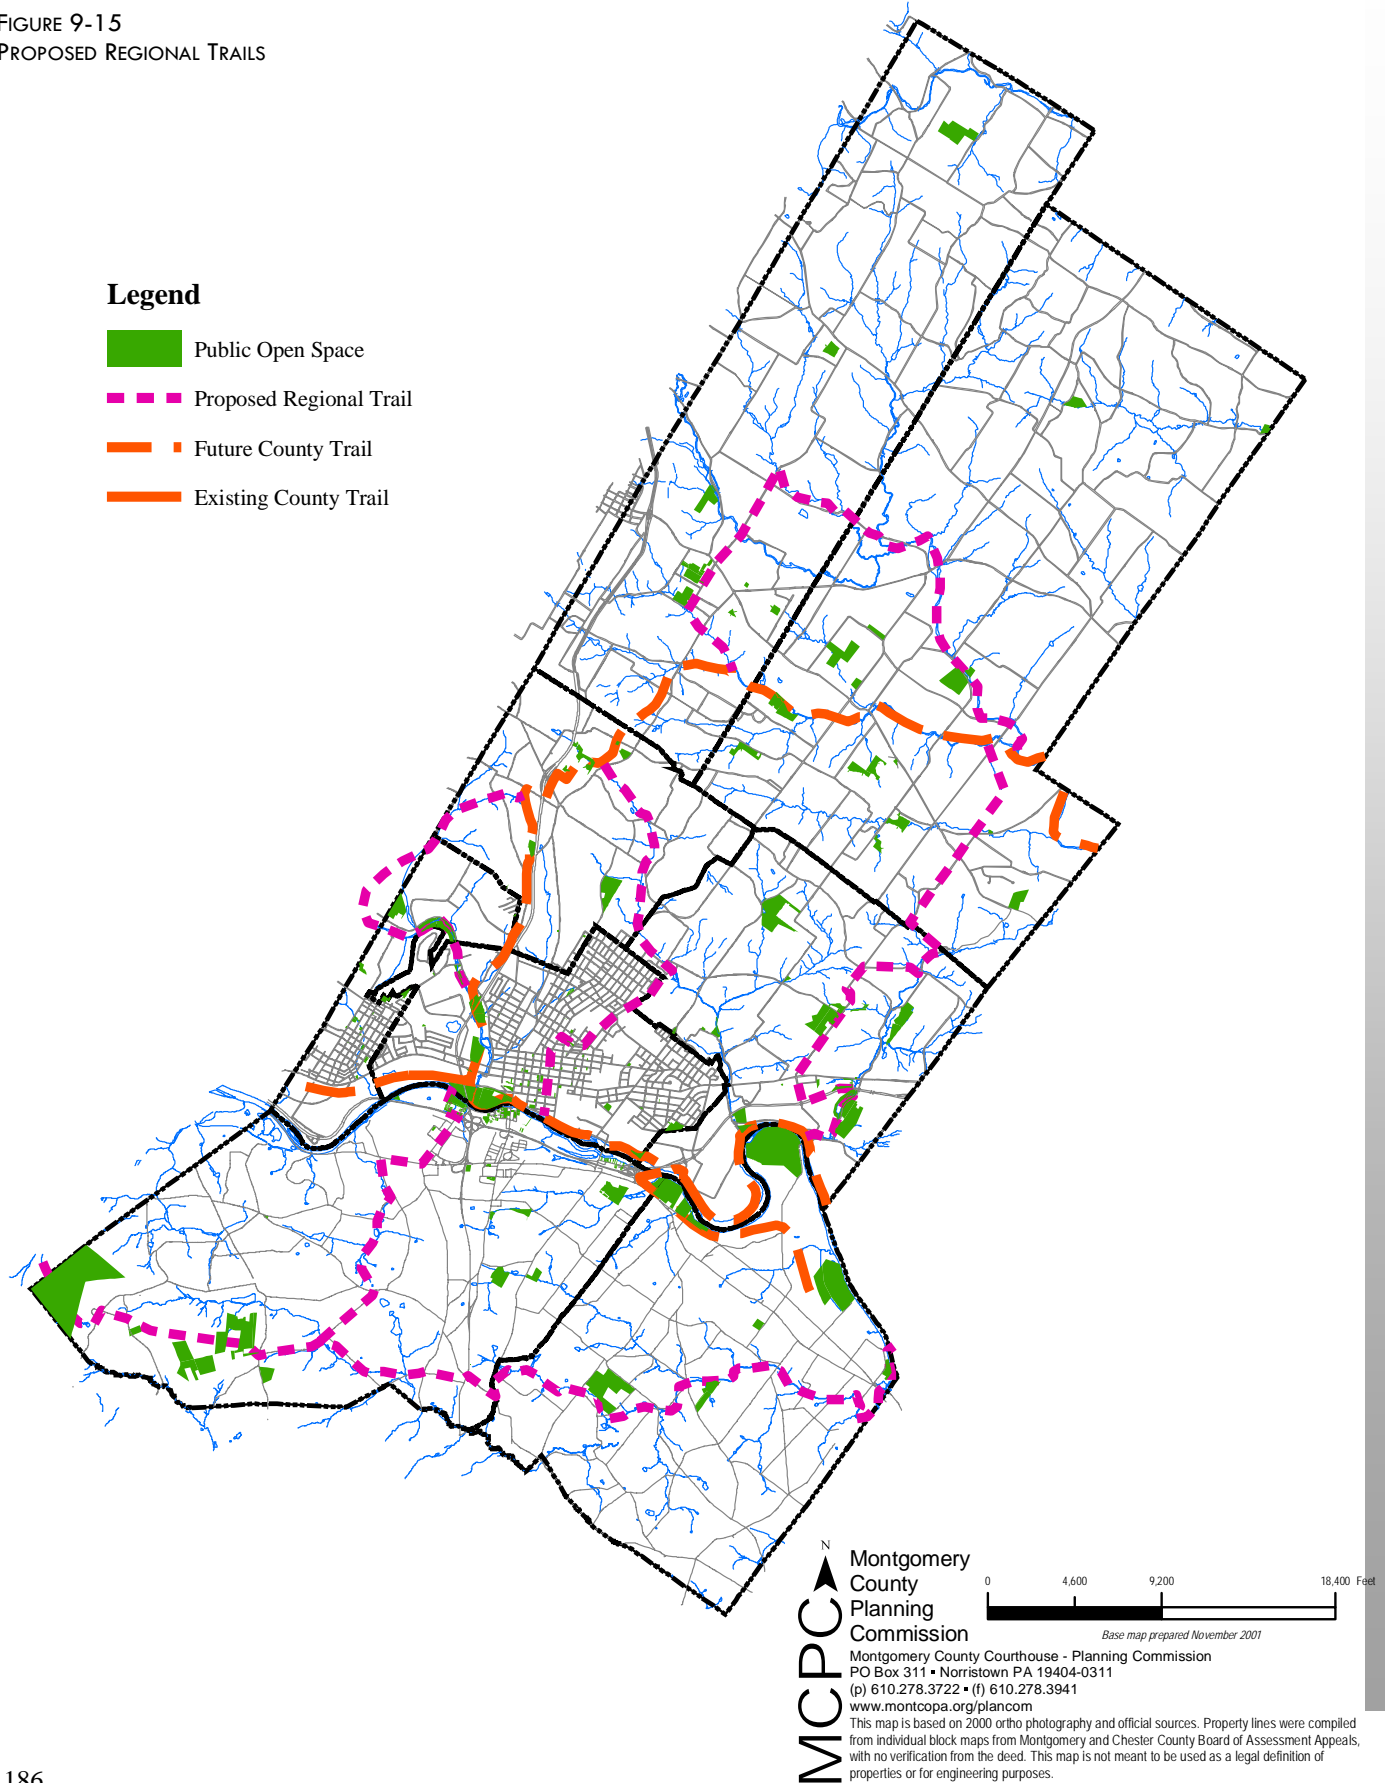 FIGURE 9-15
PROPOSED REGIONAL TRAILS
Legend
Public Open Space
Proposed Regional Trail
Future County Trail
Existing County Trail
N
MCPC
Montgomery
County
Planning
Commission
0 4,600 9,200 18,400 Feet
Base map prepared November 2001
Montgomery County Courthouse - Planning Commission
PO Box 311 ▪ Norristown PA 19404-0311
(p) 610.278.3722 ▪ (f) 610.278.3941
www.montcopa.org/plancom
This map is based on 2000 ortho photography and official sources. Property lines were compiled
from individual block maps from Montgomery and Chester County Board of Assessment Appeals,
with no verification from the deed. This map is not meant to be used as a legal definition of
properties or for engineering purposes.
186